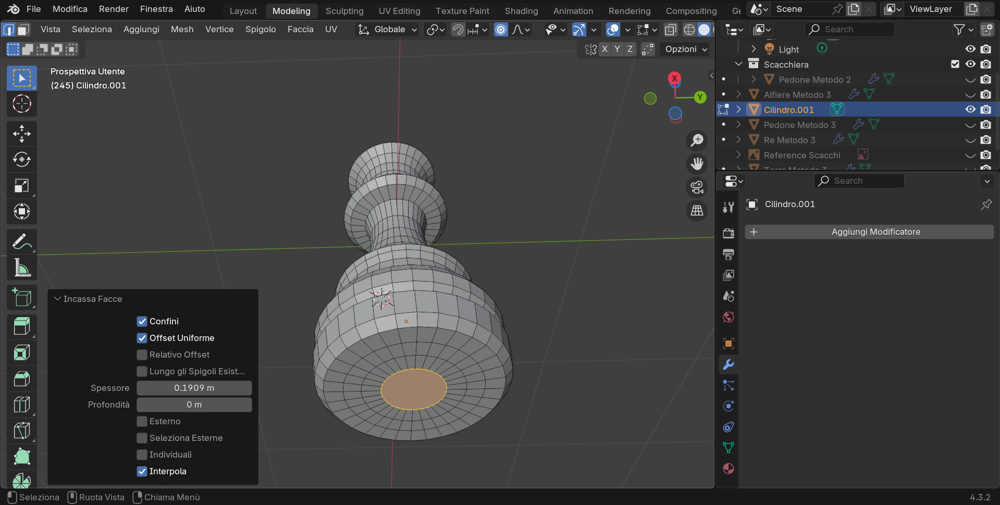 File Modifica Render Finestra Aiuto Layout Modeling Sculpting UV Editing Texture Paint Shading Animation Rendering Compositing Ge Scene ViewLayer
Vista Seleziona Aggiungi Mesh Vertice Spigolo Faccia UV Globale Search
X Y Z Opzioni
Prospettiva Utente
(245) Cilindro.001
X
Y
Light
Scacchiera
Pedone Metodo 2
Alfiere Metodo 3
Cilindro.001
Pedone Metodo 3
Re Metodo 3
Reference Scacchi
Torre Metodo 3
Search
Cilindro.001
+ Aggiungi Modificatore
Incassa Facce
Confini
Offset Uniforme
Relativo Offset
Lungo gli Spigoli Esist...
Spessore 0.1909 m
Profondità 0 m
Esterno
Seleziona Esterne
Individuali
Interpola
Seleziona Ruota Vista Chiama Menù 4.3.2